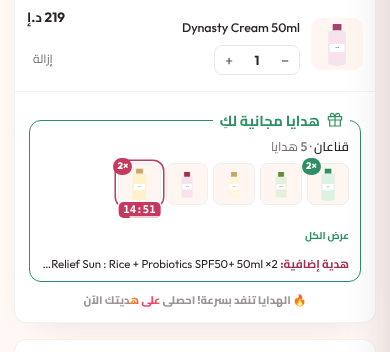 219 د.إ
Dynasty Cream 50ml
إزالة
+ 1 −
هدايا مجانية لكِ
قناعان · 5 هدايا
2×
2×
14:51
عرض الكل
هدية إضافية: Relief Sun : Rice + Probiotics SPF50+ 50ml ×2...
🔥 الهدايا تنفد بسرعة! احصلى على هديتك الآن